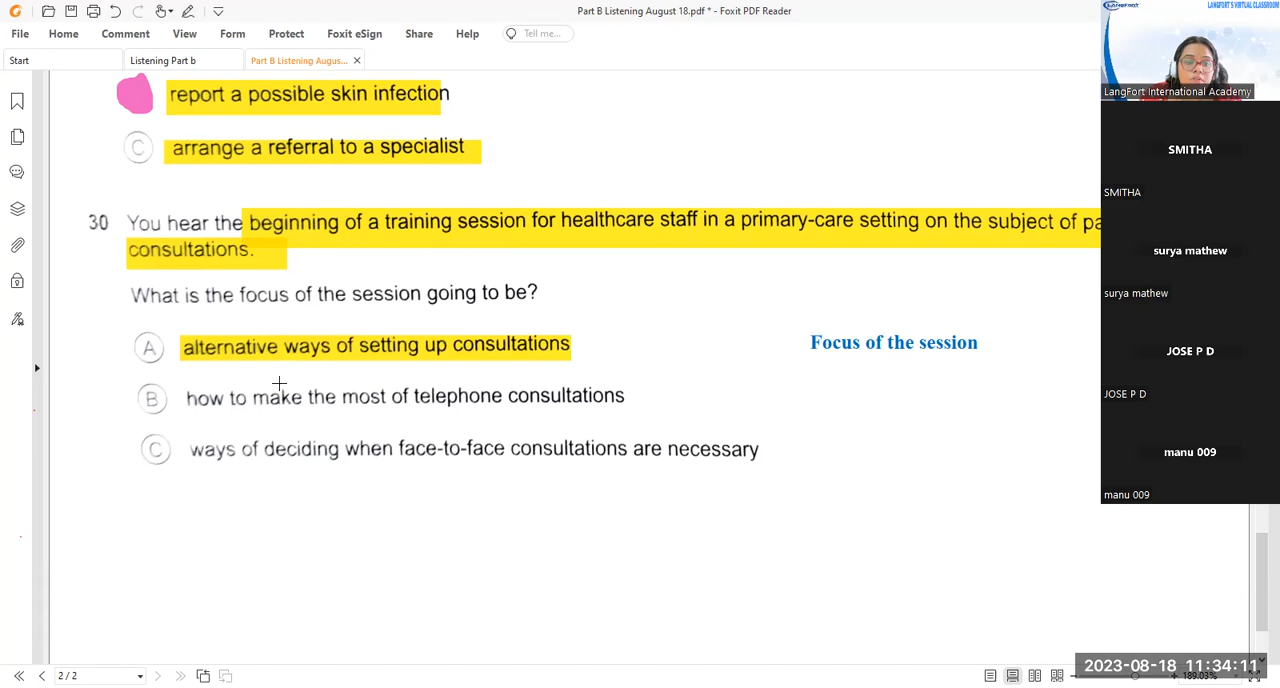 Part B Listening August 18.pdf * - Foxit PDF Reader
File Home Comment View Form Protect Foxit eSign Share Help Tell me...
Start Listening Part b Part B Listening Augus...
report a possible skin infection
C arrange a referral to a specialist
30 You hear the beginning of a training session for healthcare staff in a primary-care setting on the subject of pa
consultations.
What is the focus of the session going to be?
A alternative ways of setting up consultations
Focus of the session
B how to make the most of telephone consultations
C ways of deciding when face-to-face consultations are necessary
LANGFORT'S VIRTUAL CLASSROOM
LangFort International Academy
SMITHA
SMITHA
surya mathew
surya mathew
JOSE P D
JOSE P D
manu 009
manu 009
2 / 2
2023-08-18 11:34:11
189.03%